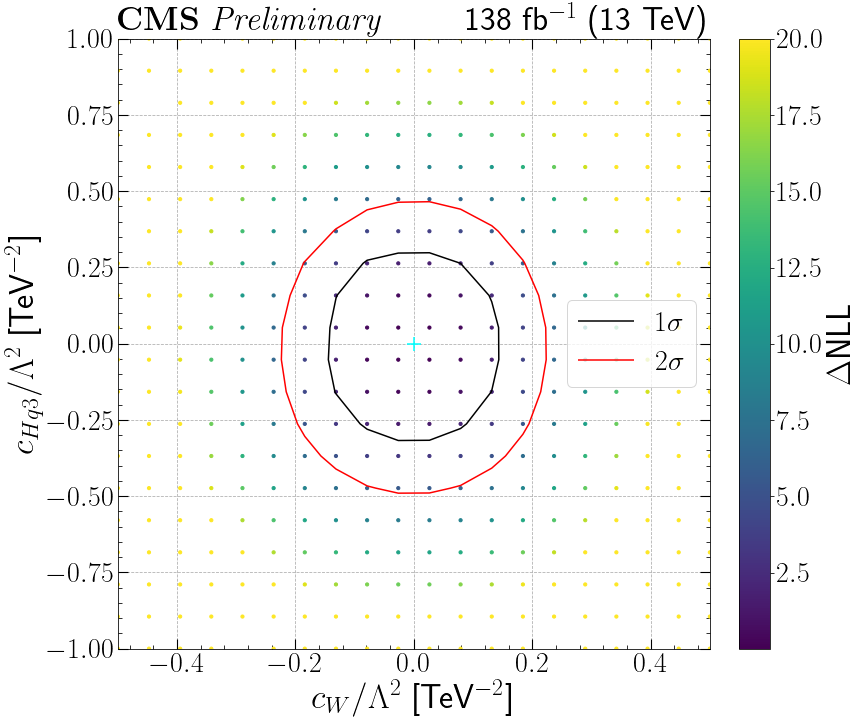 CMS Preliminary 138 fb⁻¹ (13 TeV)
1.00
0.75
0.50
0.25
0.00
−0.25
−0.50
−0.75
−1.00
c_{Hq3}/Λ² [TeV⁻²]
−0.4 −0.2 0.0 0.2 0.4
c_W/Λ² [TeV⁻²]
1σ
2σ
20.0
17.5
15.0
12.5
10.0
7.5
5.0
2.5
ΔNLL